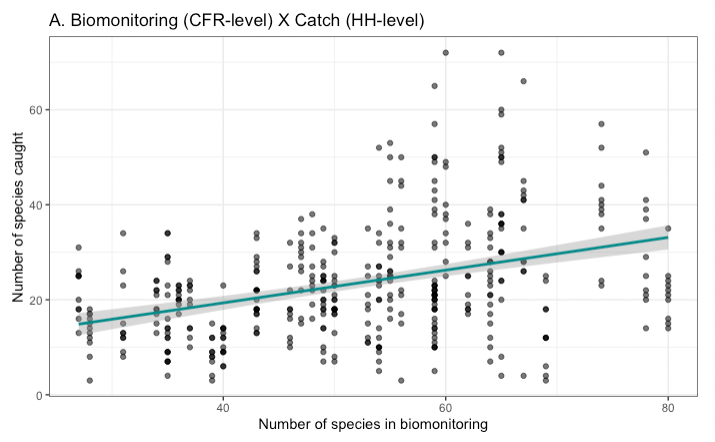 A. Biomonitoring (CFR-level) X Catch (HH-level)
Number of species caught
60
40
20
0
40
60
80
Number of species in biomonitoring